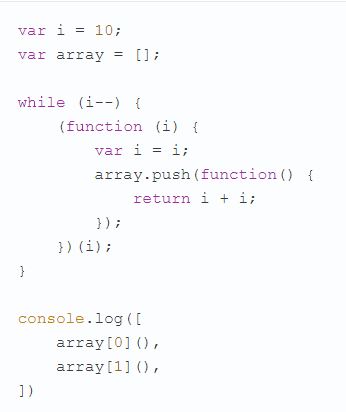 var i = 10;
var array = [];
while (i--) {
    (function (i) {
        var i = i;
        array.push(function() {
            return i + i;
        });
    })(i);
}
console.log([
    array[0](),
    array[1](),
])